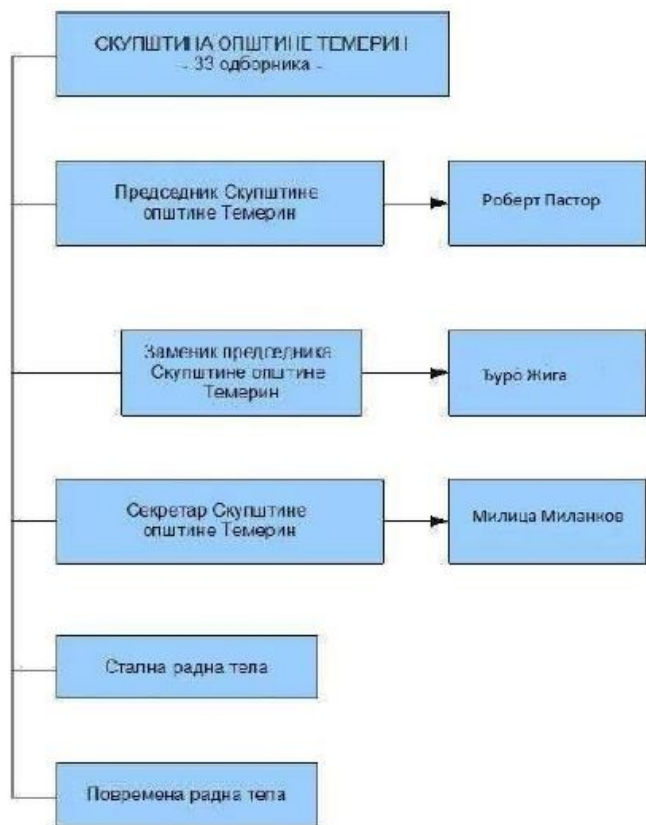 СКУПШТИНА ОПШТИНЕ ТЕМЕРИН
- 33 одборника -
Председник Скупштине
општине Темерин
Роберт Пастор
Заменик председника
Скупштине општине
Темерин
Ђуро Жига
Секретар Скупштине
општине Темерин
Милица Миланков
Стална радна тела
Повремена радна тела